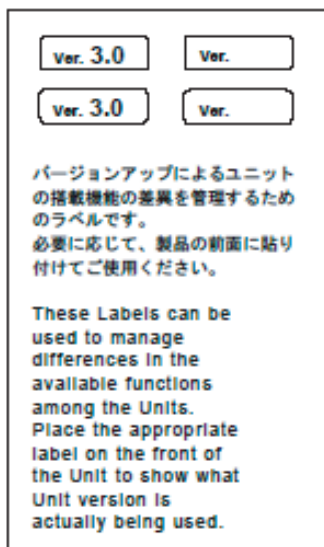 Ver. 3.0 Ver.
Ver. 3.0 Ver.
バージョンアップによるユニット
の搭載機能の差異を管理するため
のラベルです。
必要に応じて、製品の前面に貼り
付けてご使用ください。
These Labels can be
used to manage
differences in the
available functions
among the Units.
Place the appropriate
label on the front of
the Unit to show what
Unit version is
actually being used.